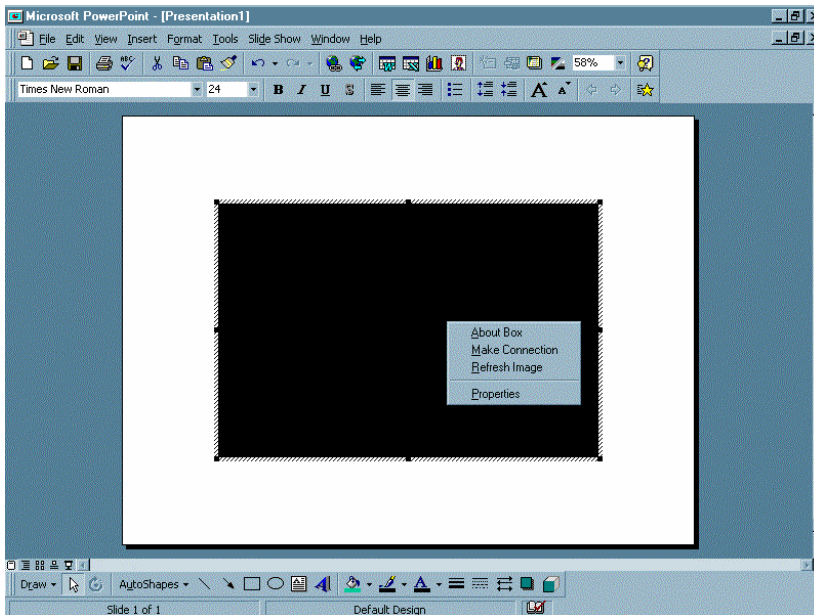 Microsoft PowerPoint - [Presentation1]
File Edit View Insert Format Tools Slide Show Window Help
58%
Times New Roman 24 B I U S A A
About Box
Make Connection
Refresh Image
Properties
Draw AutoShapes A A
Slide 1 of 1 Default Design